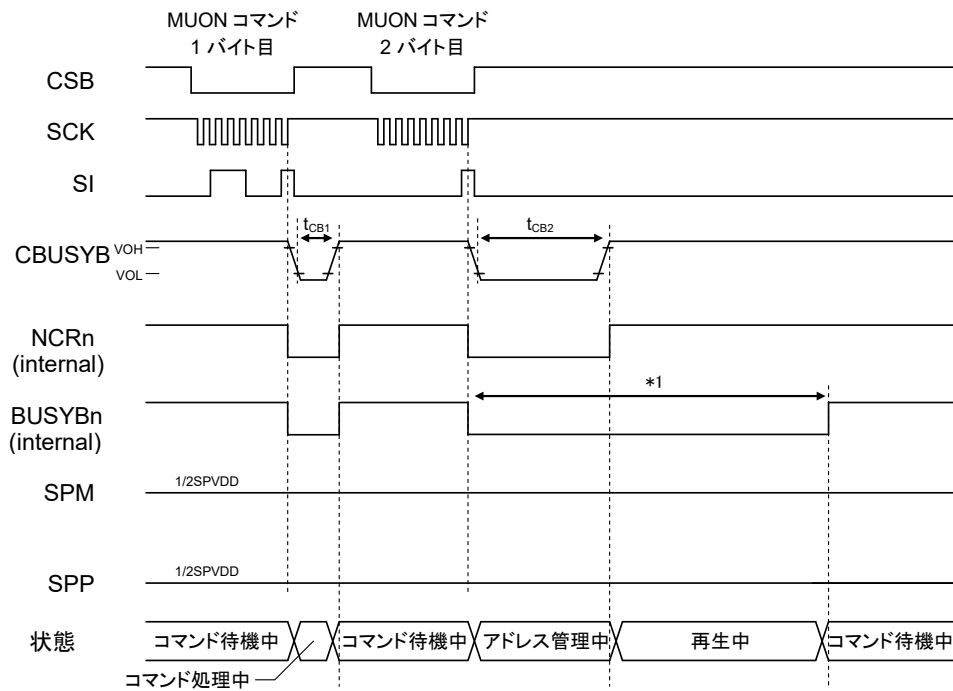 MUON コマンド
1 バイト目
MUON コマンド
2 バイト目
CSB
SCK
SI
tCB1
tCB2
CBUSYB
VOH
VOL
NCRn
(internal)
*1
BUSYBn
(internal)
1/2SPVDD
SPM
1/2SPVDD
SPP
状態
コマンド待機中
コマンド待機中
アドレス管理中
再生中
コマンド待機中
コマンド処理中